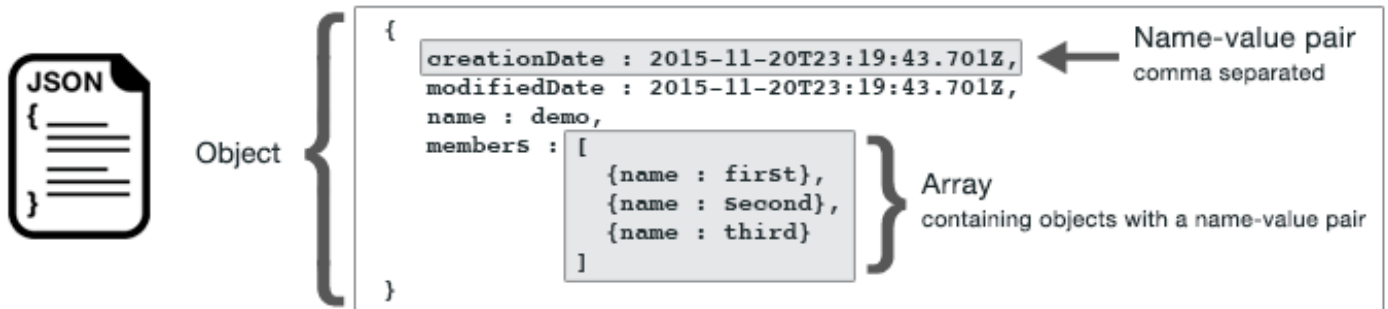 JSON
{
}
Object
{
creationDate : 2015-11-20T23:19:43.701Z,
modifiedDate : 2015-11-20T23:19:43.701Z,
name : demo,
members : [
{name : first},
{name : second},
{name : third}
]
}
Name-value pair
comma separated
Array
containing objects with a name-value pair